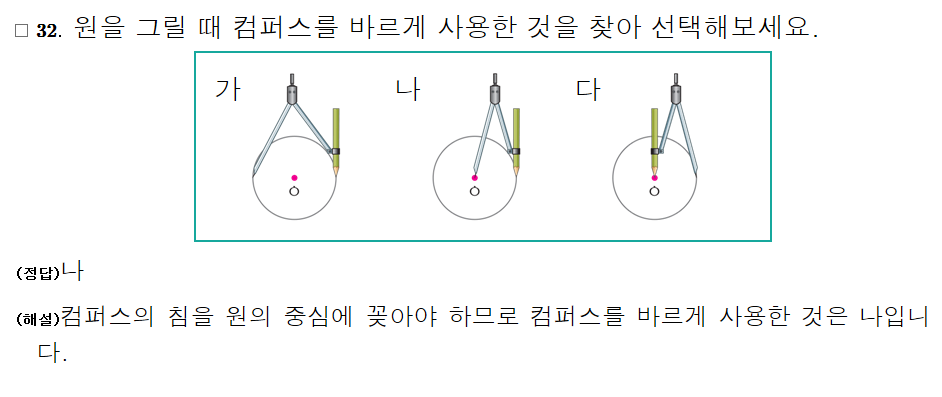 □ 32. 원을 그릴 때 컴퍼스를 바르게 사용한 것을 찾아 선택해보세요.
가 나 다
ㅇ ㅇ ㅇ
(정답)나
(해설)컴퍼스의 침을 원의 중심에 꽂아야 하므로 컴퍼스를 바르게 사용한 것은 나입니
다.